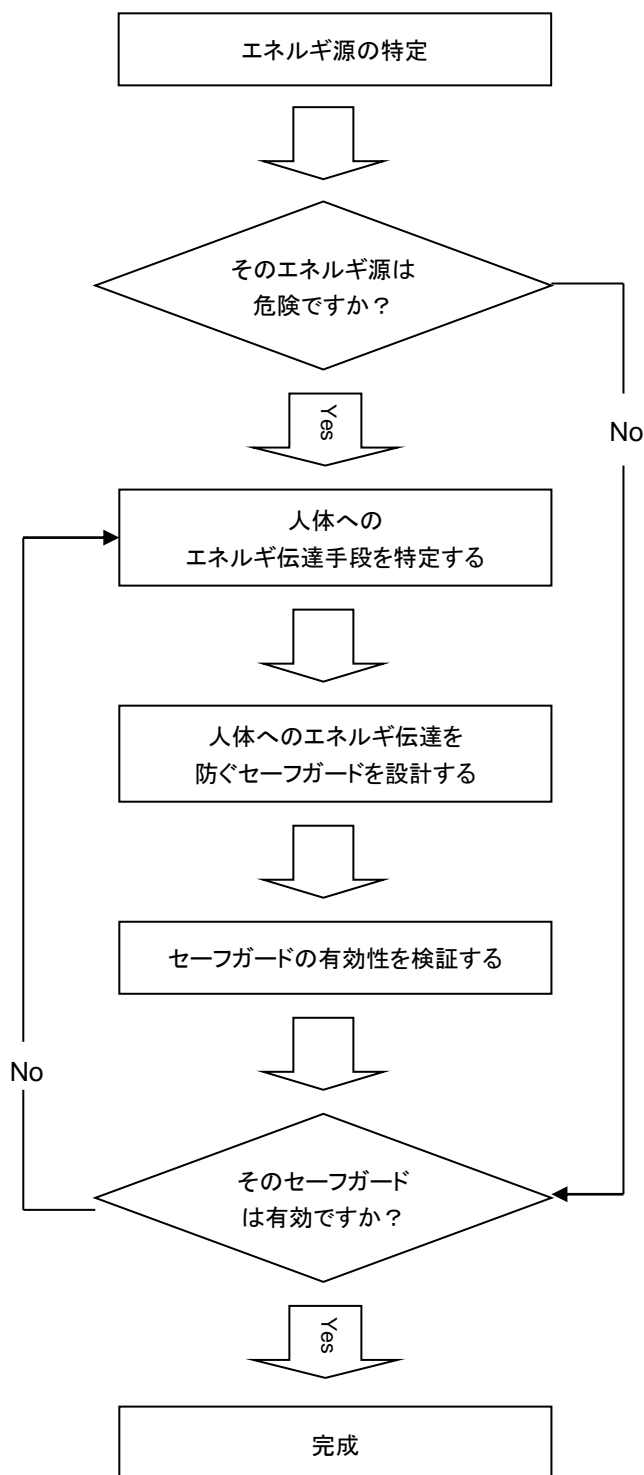 エネルギ源の特定
そのエネルギ源は
危険ですか？
Yes
No
人体への
エネルギ伝達手段を特定する
人体へのエネルギ伝達を
防ぐセーフガードを設計する
セーフガードの有効性を検証する
No
そのセーフガード
は有効ですか？
Yes
完成